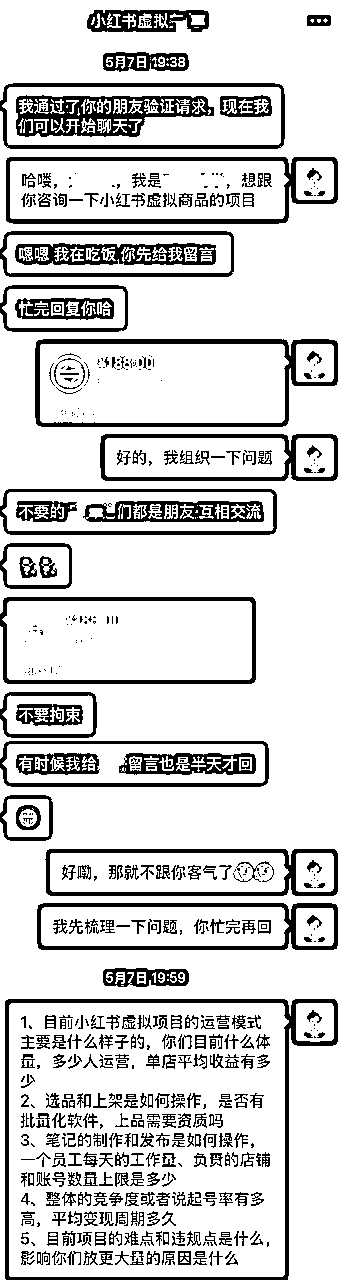 小红书虚拟
5月7日 19:38
我通过了你的朋友验证请求，现在我
们可以开始聊天了
哈喽， ，我是 ，想跟
你咨询一下小红书虚拟商品的项目
嗯嗯 我在吃饭 你先给我留言
忙完回复你哈
¥188.00
好的，我组织一下问题
不要的 们都是朋友 互相交流
不要拘束
有时候我给 留言也是半天才回
好嘞，那就不跟你客气了
我先梳理一下问题，你忙完再回
5月7日 19:59
1、目前小红书虚拟项目的运营模式
主要是什么样子的，你们目前什么体
量，多少人运营，单店平均收益有多
少
2、选品和上架是如何操作，是否有
批量化软件，上品需要资质吗
3、笔记的制作和发布是如何操作，
一个员工每天的工作量、负责的店铺
和账号数量上限是多少
4、整体的竞争度或者说起号率有多
高，平均变现周期多久
5、目前项目的难点和违规点是什么，
影响你们放更大量的原因是什么